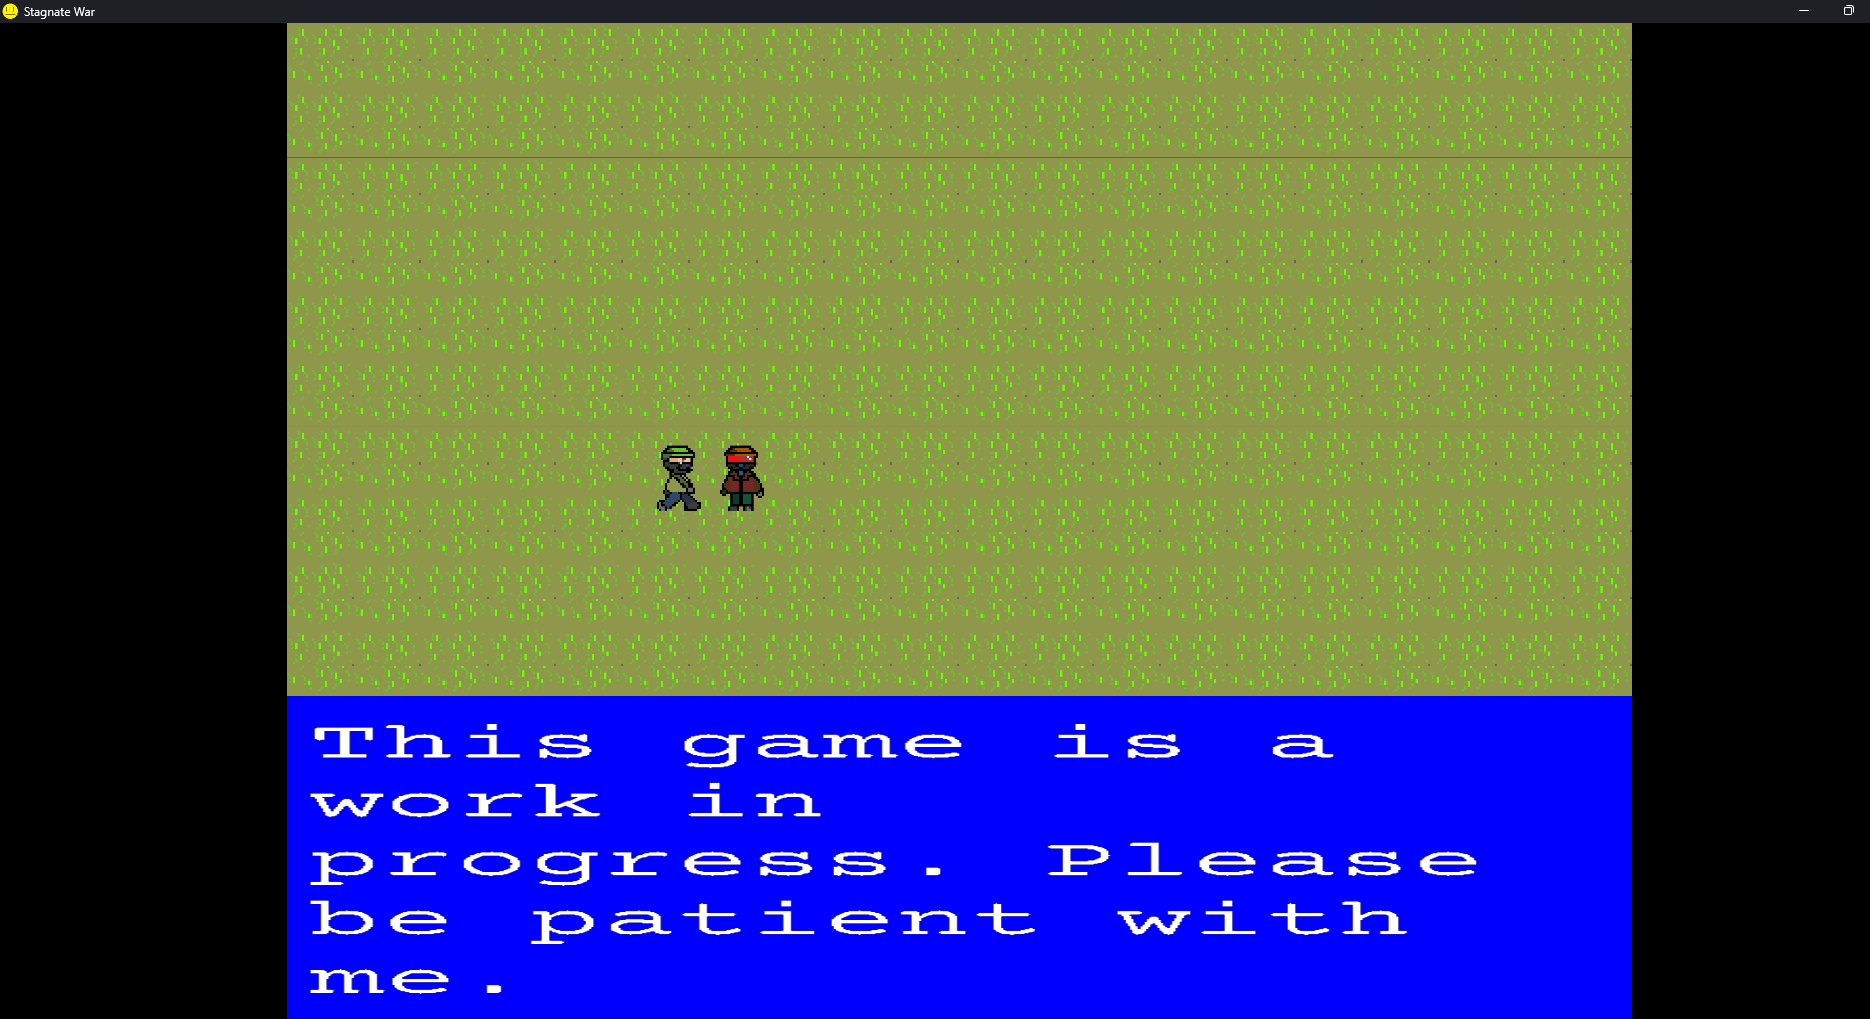 Stagnate War
This game is a
work in
progress. Please
be patient with
me.